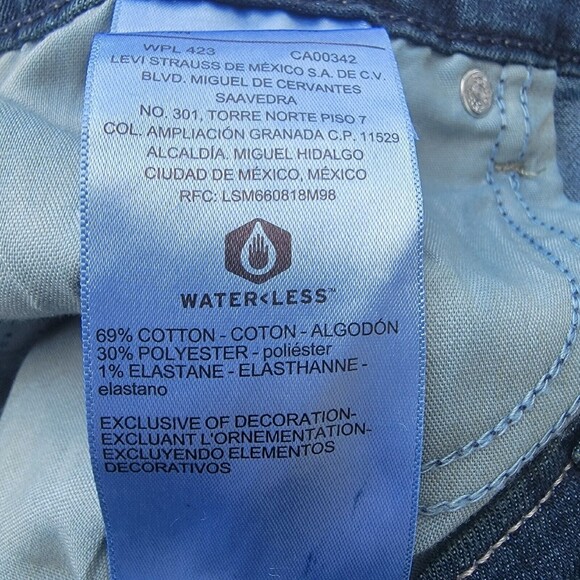 WPL 423 CA00342
LEVI STRAUSS DE MÉXICO S.A. DE C.V.
BLVD. MIGUEL DE CERVANTES
SAAVEDRA
NO. 301, TORRE NORTE PISO 7
COL. AMPLIACIÓN GRANADA C.P. 11529
ALCALDÍA. MIGUEL HIDALGO
CIUDAD DE MÉXICO, MÉXICO
RFC: LSM660818M98
WATER<LESS™
69% COTTON - COTON - ALGODÓN
30% POLYESTER - poliéster
1% ELASTANE - ELASTHANNE -
elastano
EXCLUSIVE OF DECORATION-
EXCLUANT L'ORNEMENTATION-
EXCLUYENDO ELEMENTOS
DECORATIVOS